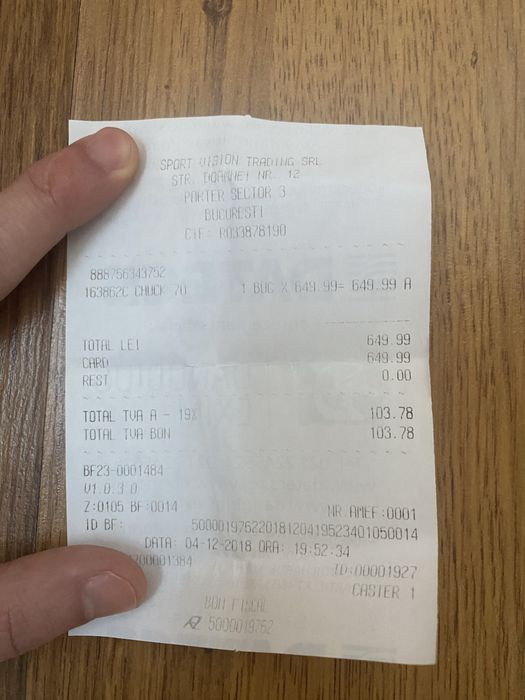 SPORT VISION TRADING SRL
STR. DOAMNEI NR. 12
PARTER SECTOR 3
BUCURESTI
CIF: RO33878190
888756343752
163862C CHUCK 70 1 BUC X 649.99= 649.99 A
TOTAL LEI 649.99
CARD 649.99
REST 0.00
TOTAL TVA A - 19% 103.78
TOTAL TVA BON 103.78
BF23-0001484
V1.0.3.0
Z:0105 BF:0014 NR.AMEF:0001
ID BF: 50000197622018120419523401050014
DATA: 04-12-2018 ORA: 19:52:34
700001384 ID:00001927
CASIER 1
BON FISCAL
5000019762